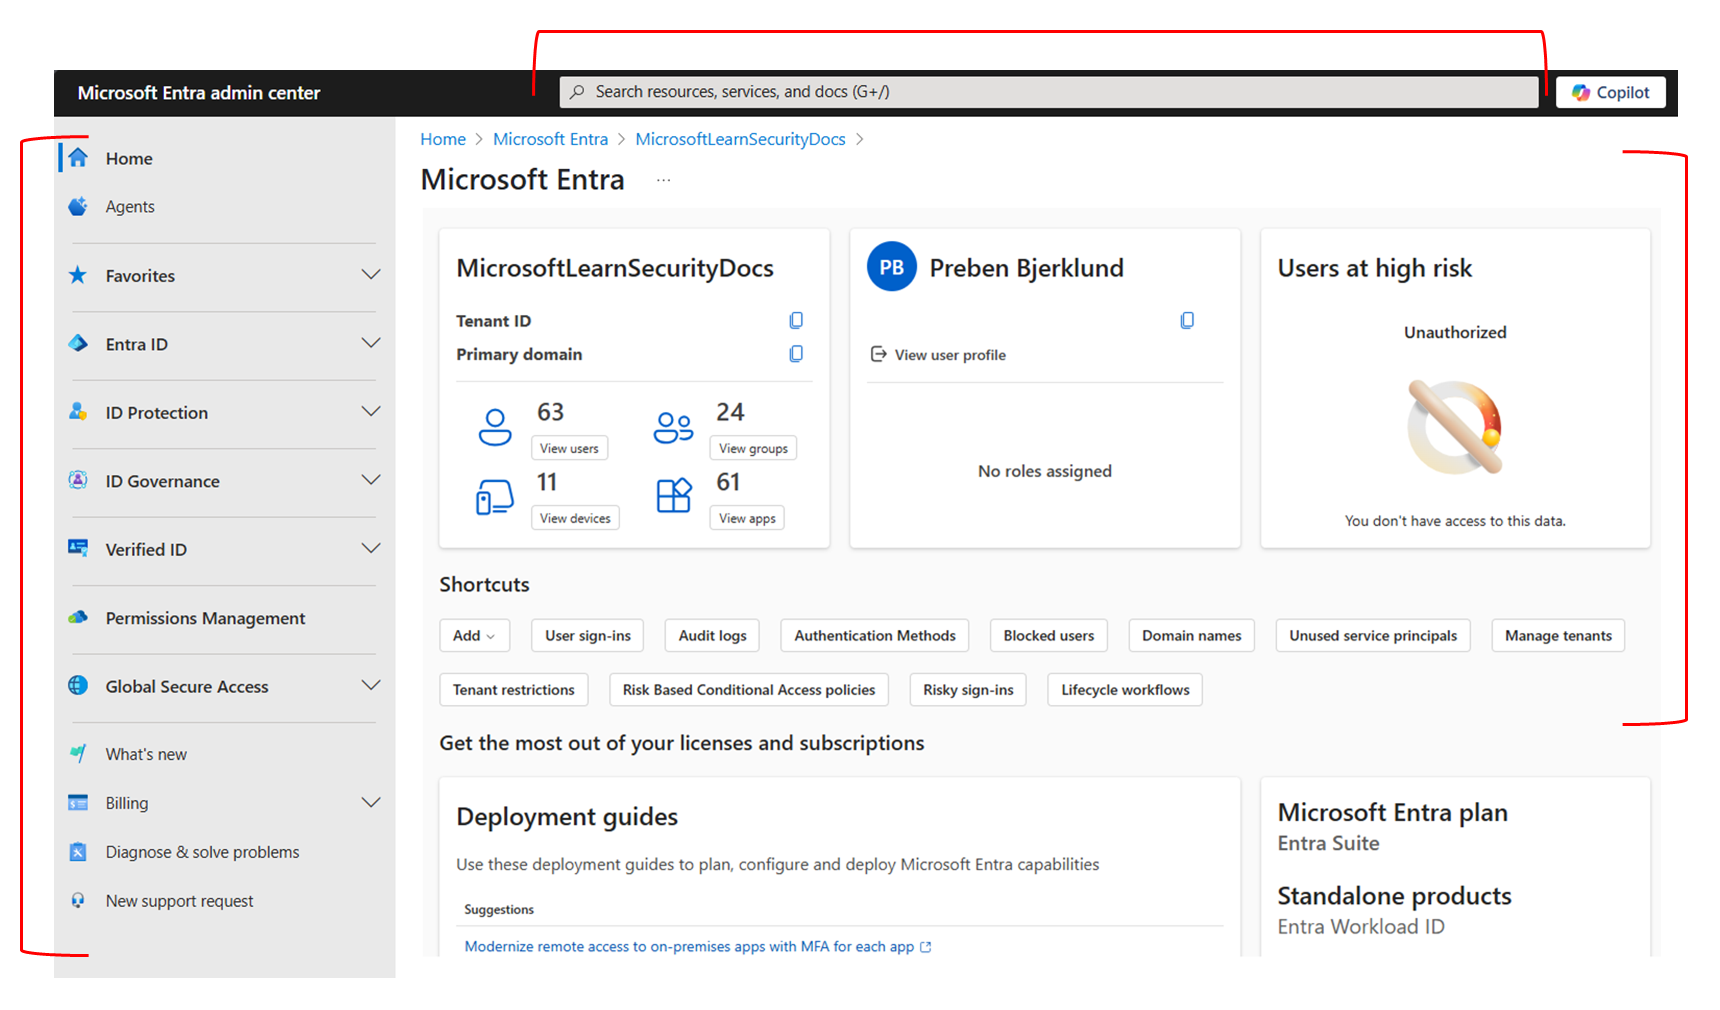 Microsoft Entra admin center
Search resources, services, and docs (G+/)
Copilot
Home
Agents
Favorites
Entra ID
ID Protection
ID Governance
Verified ID
Permissions Management
Global Secure Access
What's new
Billing
Diagnose & solve problems
New support request
Home > Microsoft Entra > MicrosoftLearnSecurityDocs >
Microsoft Entra ...
MicrosoftLearnSecurityDocs
Tenant ID
Primary domain
63
View users
24
View groups
11
View devices
61
View apps
PB
Preben Bjerklund
View user profile
No roles assigned
Users at high risk
Unauthorized
You don't have access to this data.
Shortcuts
Add
User sign-ins
Audit logs
Authentication Methods
Blocked users
Domain names
Unused service principals
Manage tenants
Tenant restrictions
Risk Based Conditional Access policies
Risky sign-ins
Lifecycle workflows
Get the most out of your licenses and subscriptions
Deployment guides
Use these deployment guides to plan, configure and deploy Microsoft Entra capabilities
Suggestions
Modernize remote access to on-premises apps with MFA for each app
Microsoft Entra plan
Entra Suite
Standalone products
Entra Workload ID